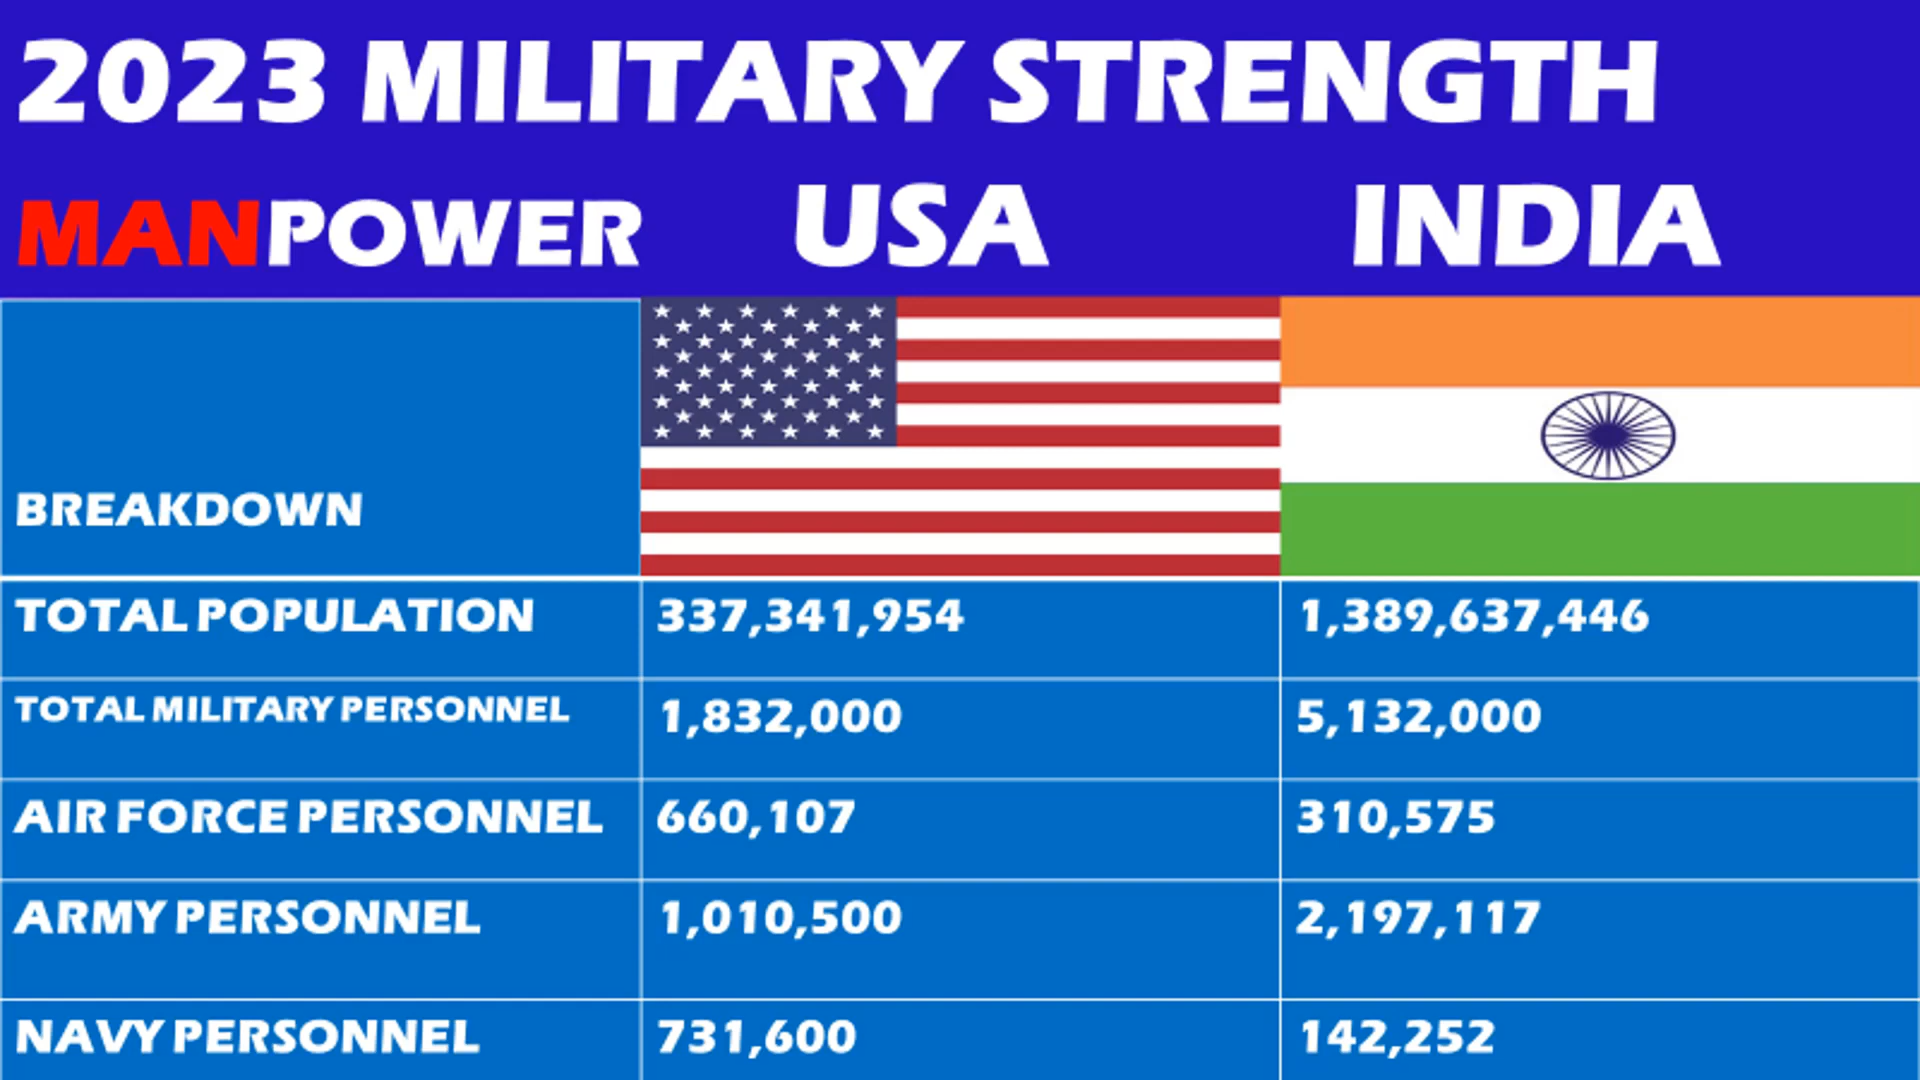 2023 MILITARY STRENGTH
MANPOWER USA INDIA
BREAKDOWN
TOTAL POPULATION 337,341,954 1,389,637,446
TOTAL MILITARY PERSONNEL 1,832,000 5,132,000
AIR FORCE PERSONNEL 660,107 310,575
ARMY PERSONNEL 1,010,500 2,197,117
NAVY PERSONNEL 731,600 142,252